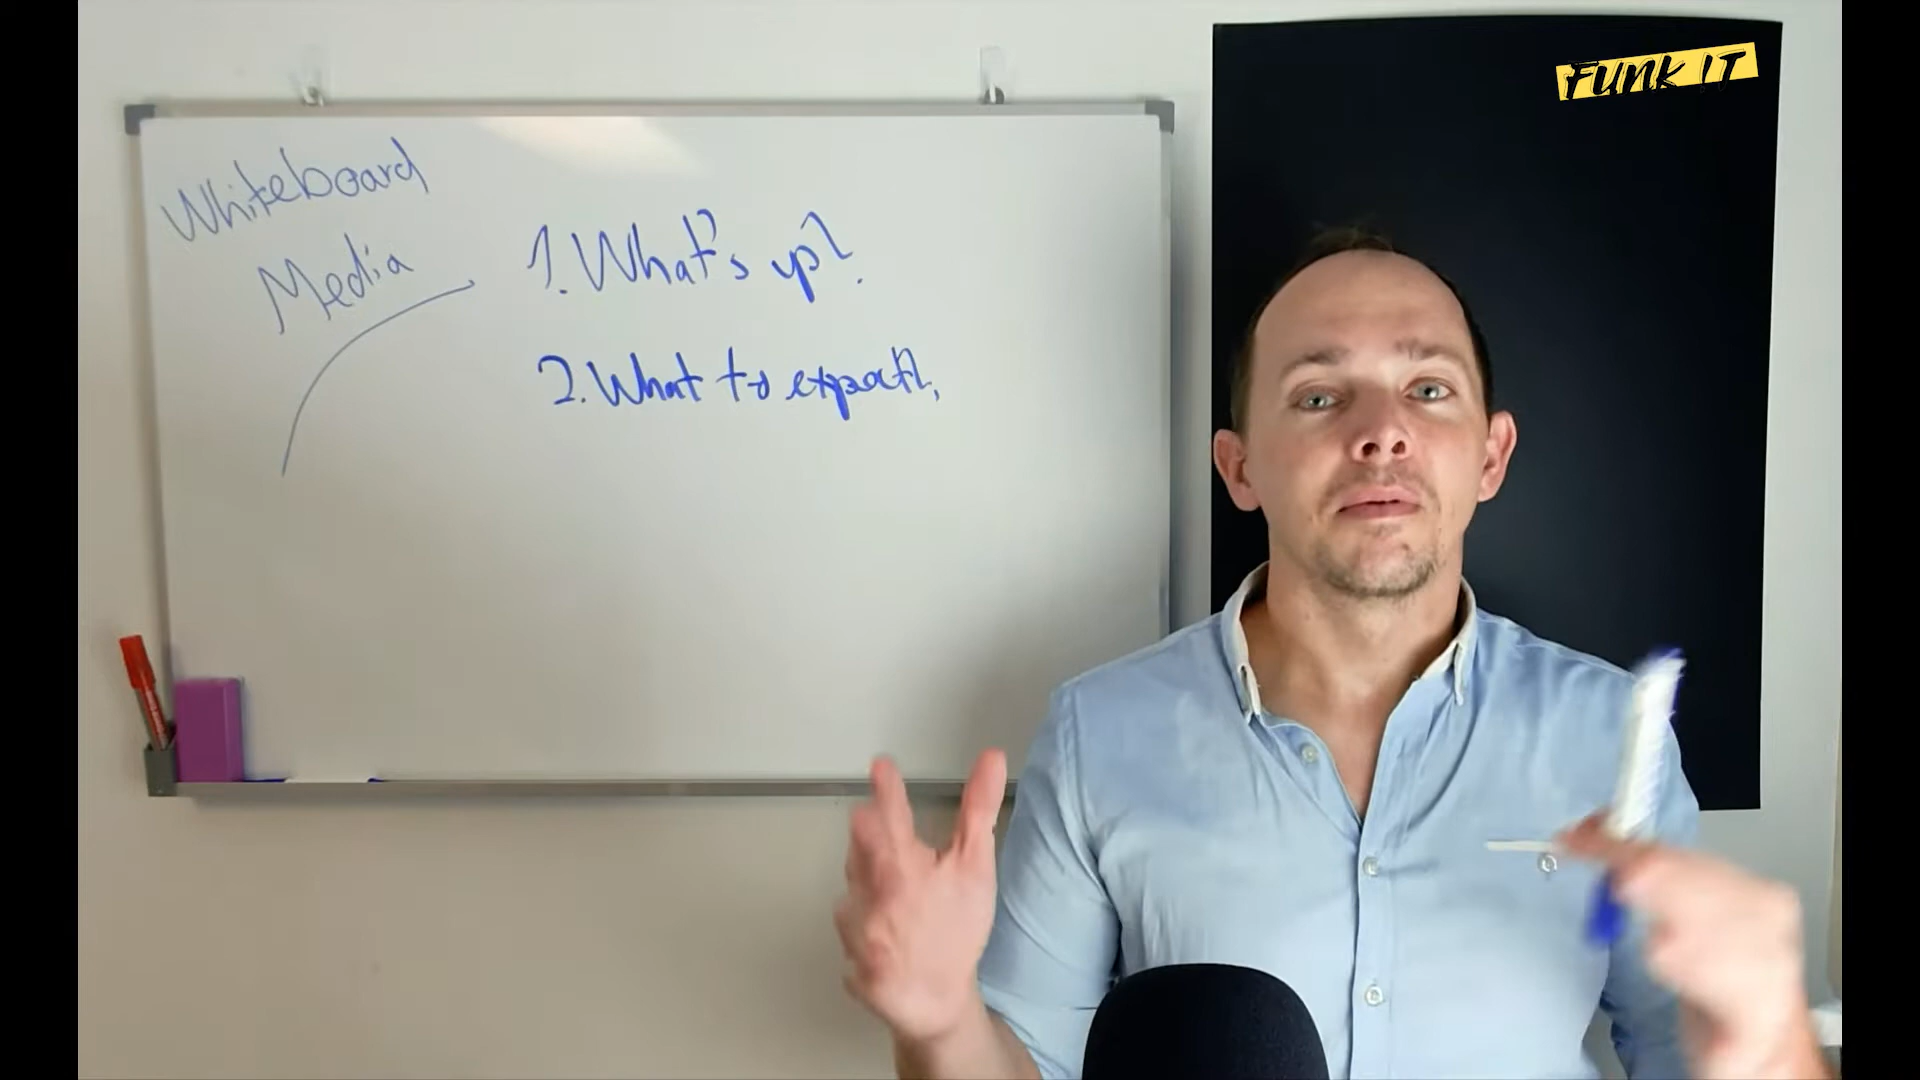 Whiteboard
Media
1. What's up?
2. What to expect?
FUNK IT